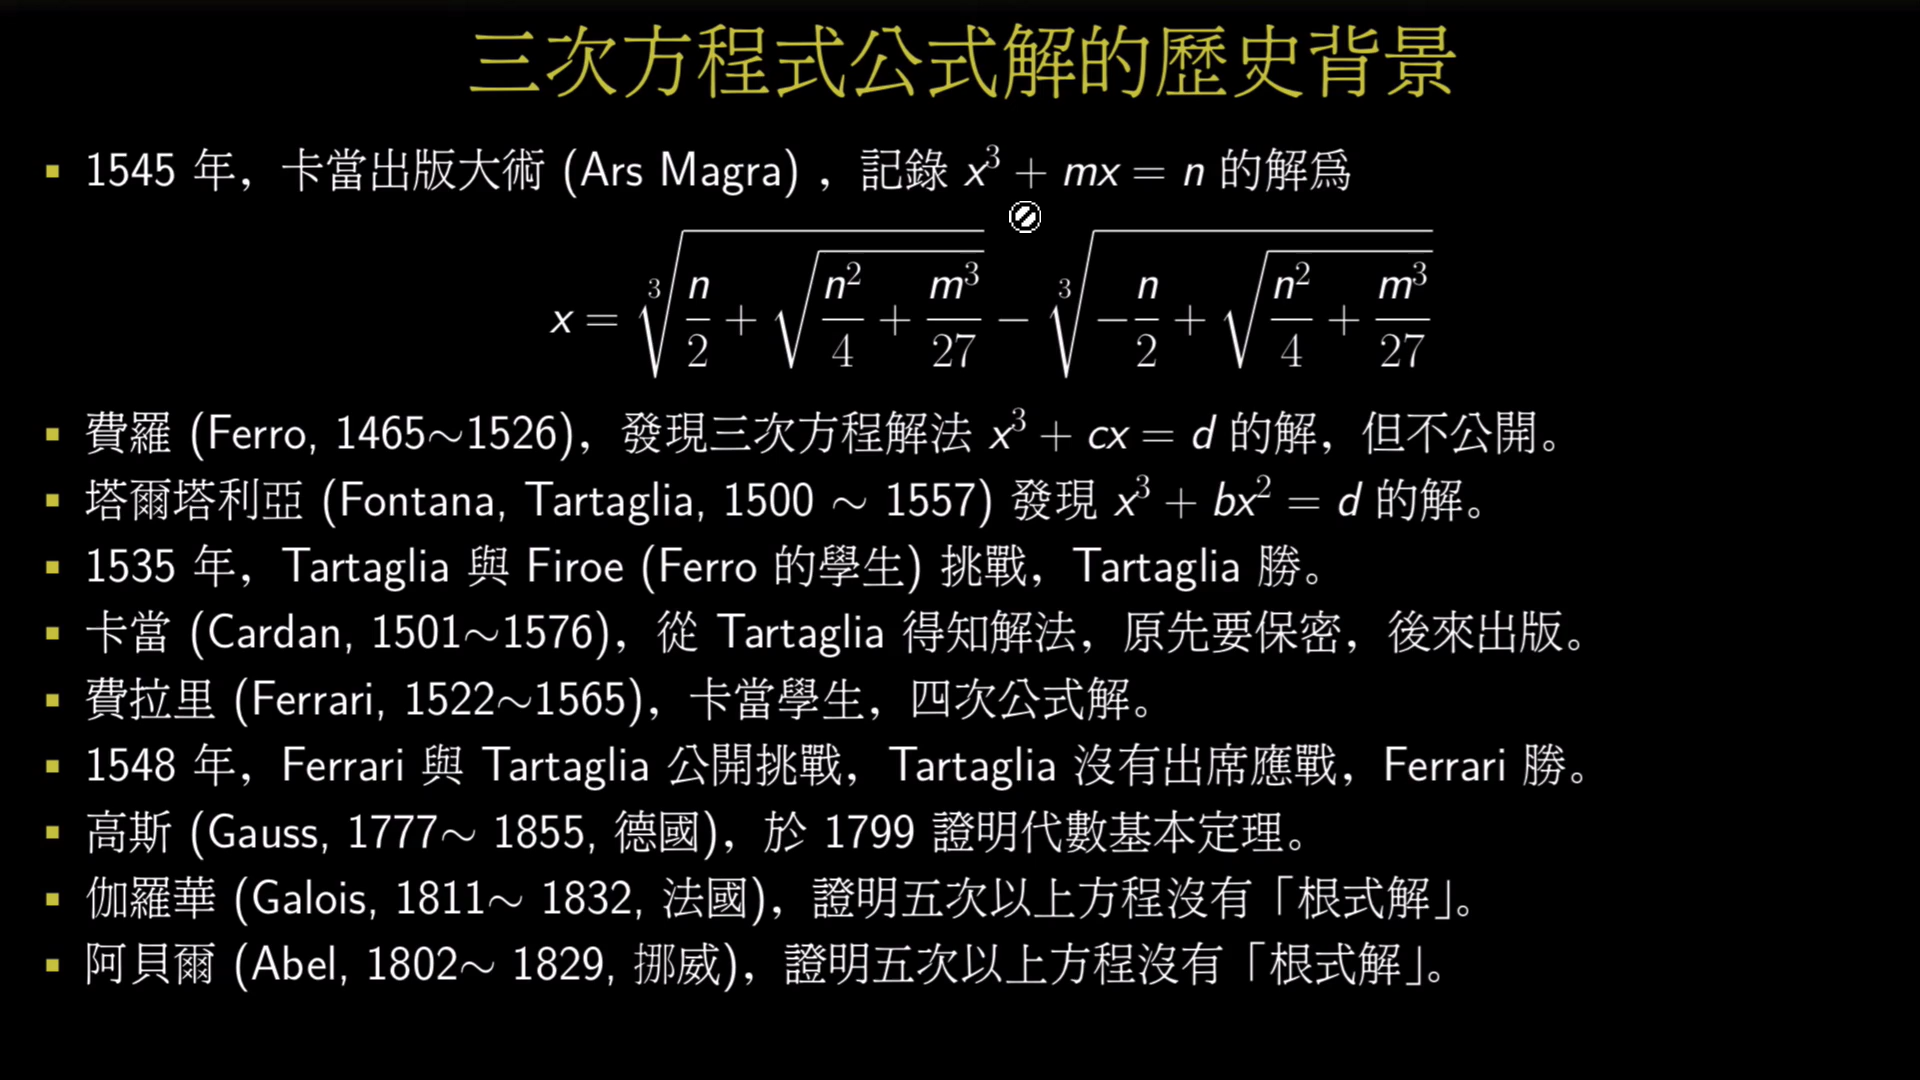 三次方程式公式解的歷史背景
▪ 1545 年，卡當出版大術 (Ars Magra) ，記錄 x³ + mx = n 的解爲
x = ∛(n/2 + √(n²/4 + m³/27)) − ∛(−n/2 + √(n²/4 + m³/27))
▪ 費羅 (Ferro, 1465∼1526)，發現三次方程解法 x³ + cx = d 的解，但不公開。
▪ 塔爾塔利亞 (Fontana, Tartaglia, 1500 ∼ 1557) 發現 x³ + bx² = d 的解。
▪ 1535 年，Tartaglia 與 Firoe (Ferro 的學生) 挑戰，Tartaglia 勝。
▪ 卡當 (Cardan, 1501∼1576)，從 Tartaglia 得知解法，原先要保密，後來出版。
▪ 費拉里 (Ferrari, 1522∼1565)，卡當學生，四次公式解。
▪ 1548 年，Ferrari 與 Tartaglia 公開挑戰，Tartaglia 沒有出席應戰，Ferrari 勝。
▪ 高斯 (Gauss, 1777∼ 1855, 德國)，於 1799 證明代數基本定理。
▪ 伽羅華 (Galois, 1811∼ 1832, 法國)，證明五次以上方程沒有「根式解」。
▪ 阿貝爾 (Abel, 1802∼ 1829, 挪威)，證明五次以上方程沒有「根式解」。